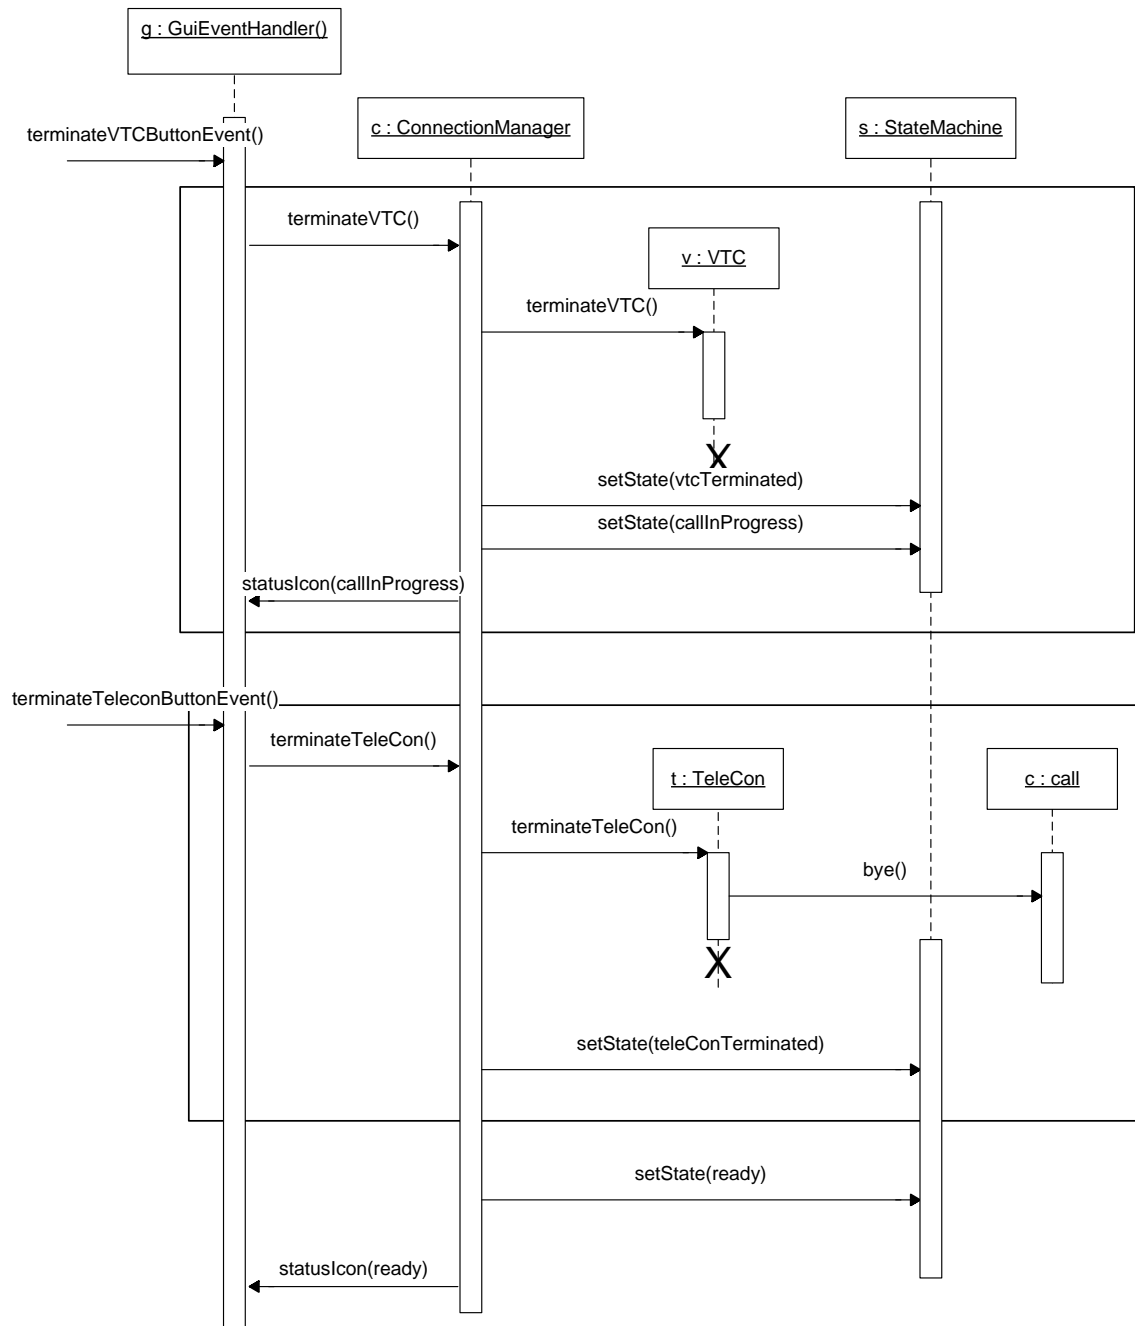 g : GuiEventHandler()
c : ConnectionManager
s : StateMachine
terminateVTCButtonEvent()
terminateVTC()
v : VTC
terminateVTC()
setState(vtcTerminated)
setState(callInProgress)
statusIcon(callInProgress)
terminateTeleconButtonEvent()
terminateTeleCon()
t : TeleCon
c : call
terminateTeleCon()
bye()
setState(teleConTerminated)
setState(ready)
statusIcon(ready)